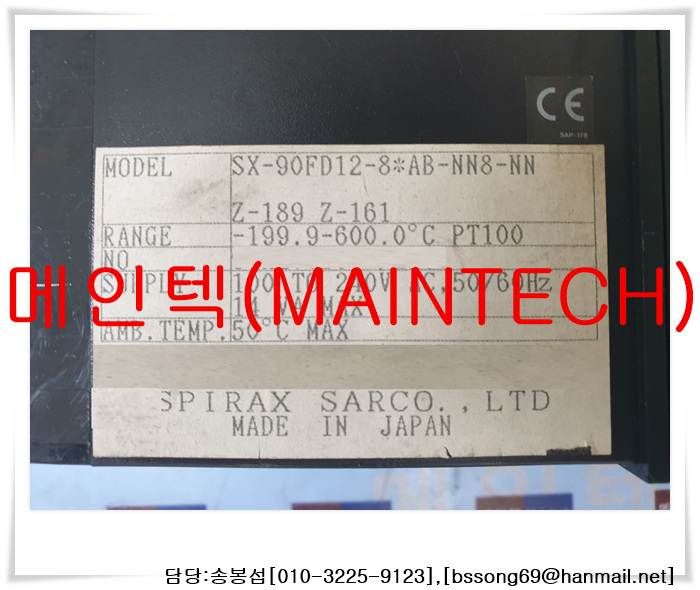 CE
SAP-178
MODEL SX-90FD12-8*AB-NN8-NN
Z-189 Z-161
RANGE -199.9-600.0°C PT100
NO
메인텍(MAINTECH)
SUPPLY 100 TO 240V AC,50/60Hz
14 VA MAX
AMB.TEMP. 50°C MAX
SPIRAX SARCO.,LTD
MADE IN JAPAN
담당:송봉섭[010-3225-9123],[bssong69@hanmail.net]